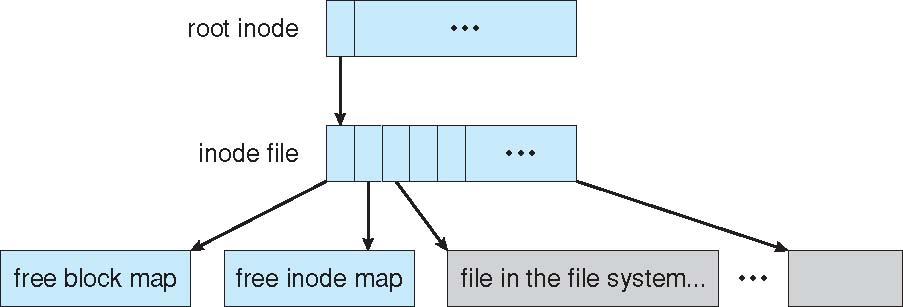 root inode
...
inode file
...
free block map
free inode map
file in the file system...
...